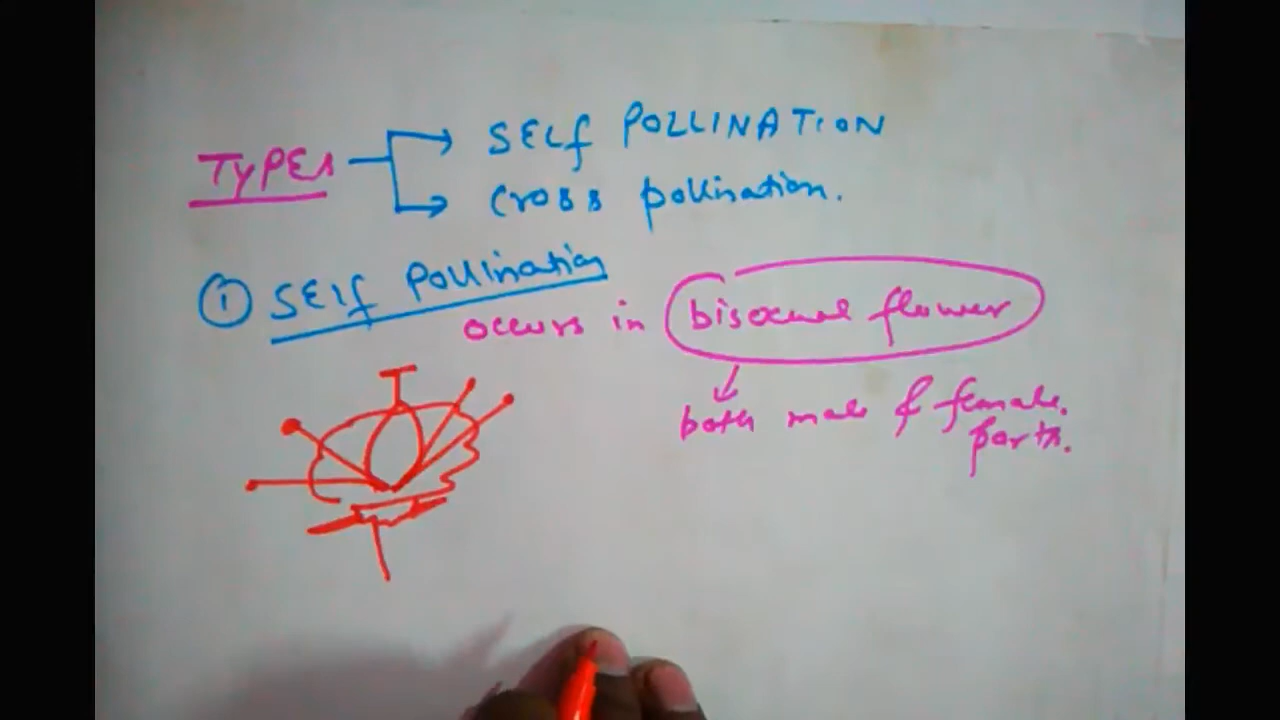 TYPES
SELF POLLINATION
Cross pollination.
① SELF Pollination
occurs in bisexual flower
both male & female.
parts.